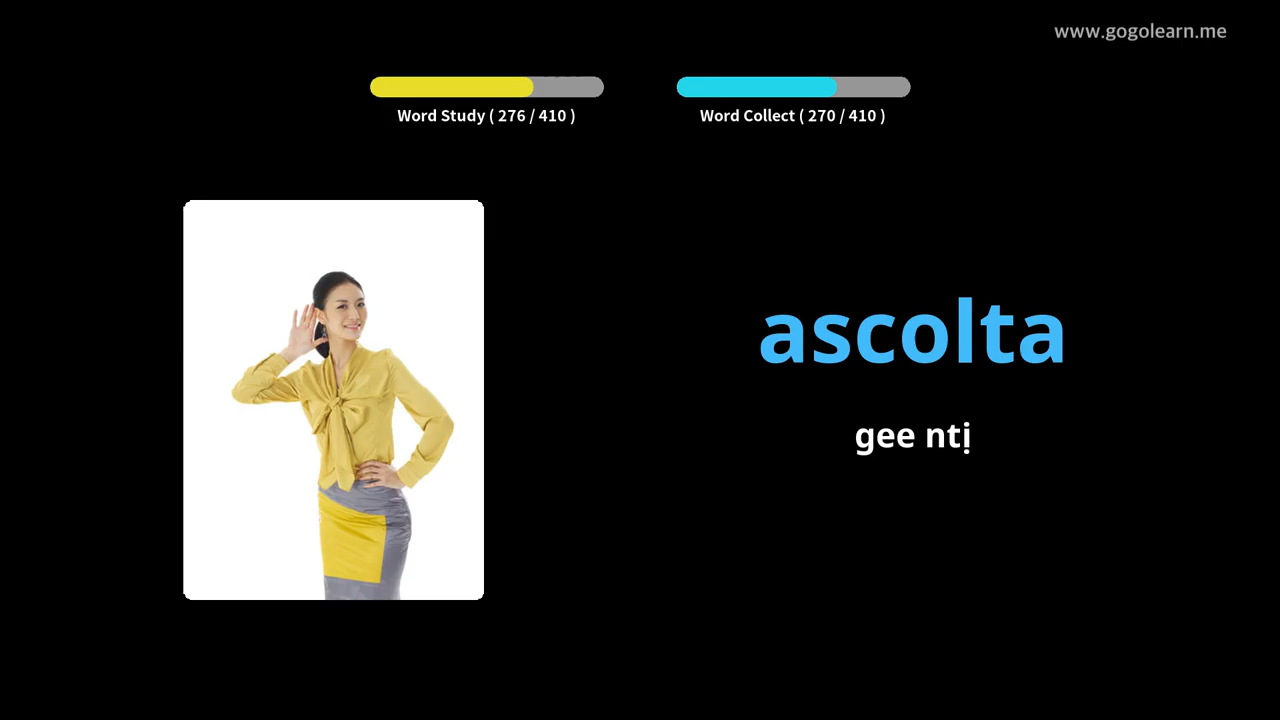 www.gogolearn.me
Word Study ( 276 / 410 )
Word Collect ( 270 / 410 )
ascolta
gee ntị